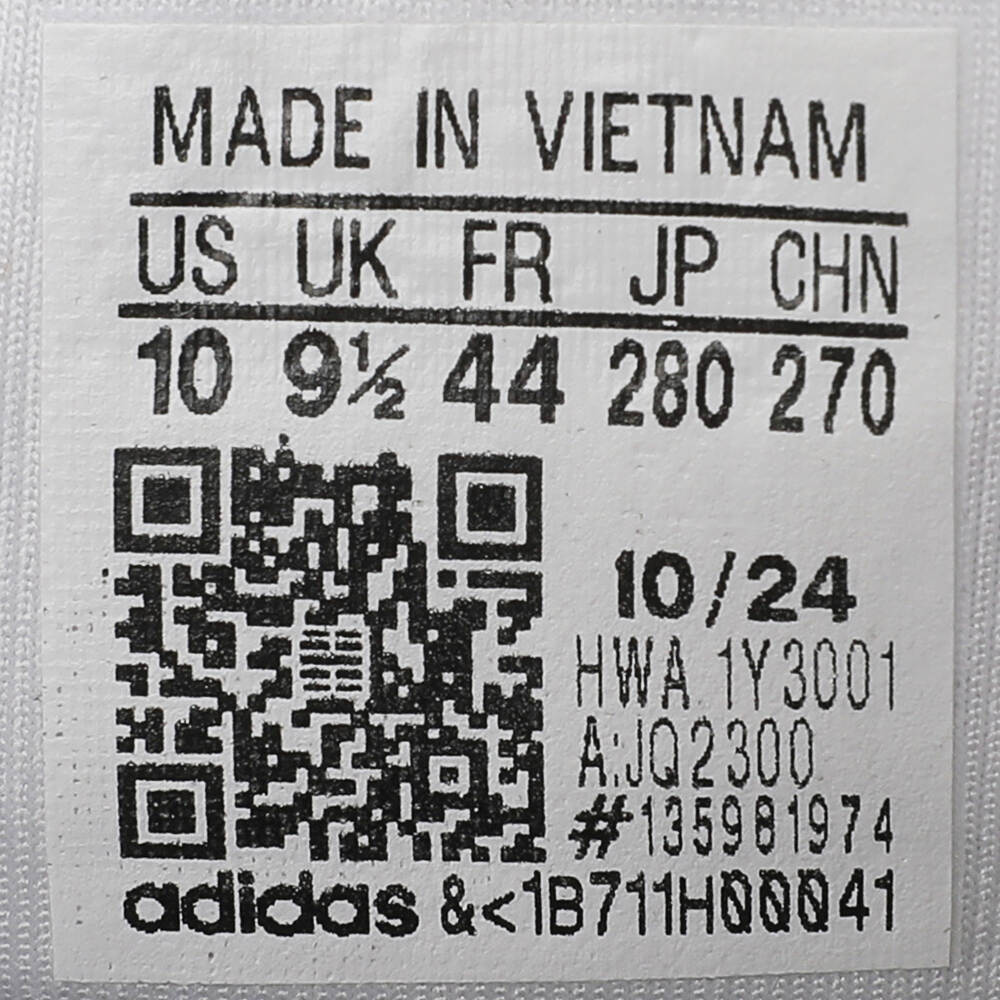 MADE IN VIETNAM
US UK FR JP CHN
10 9½ 44 280 270
10/24
HWA 1Y3001
A:JQ2300
#135981974
adidas &<1B711H00041